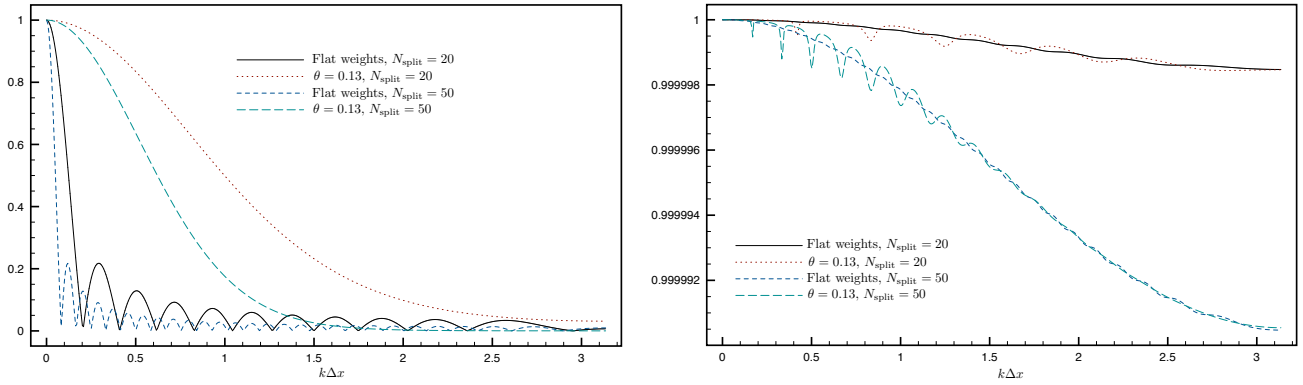 1
0.8
0.6
0.4
0.2
0
0 0.5 1 1.5 2 2.5 3
kΔx
Flat weights, N_split = 20
θ = 0.13, N_split = 20
Flat weights, N_split = 50
θ = 0.13, N_split = 50
1
0.999998
0.999996
0.999994
0.999992
0 0.5 1 1.5 2 2.5 3
kΔx
Flat weights, N_split = 20
θ = 0.13, N_split = 20
Flat weights, N_split = 50
θ = 0.13, N_split = 50